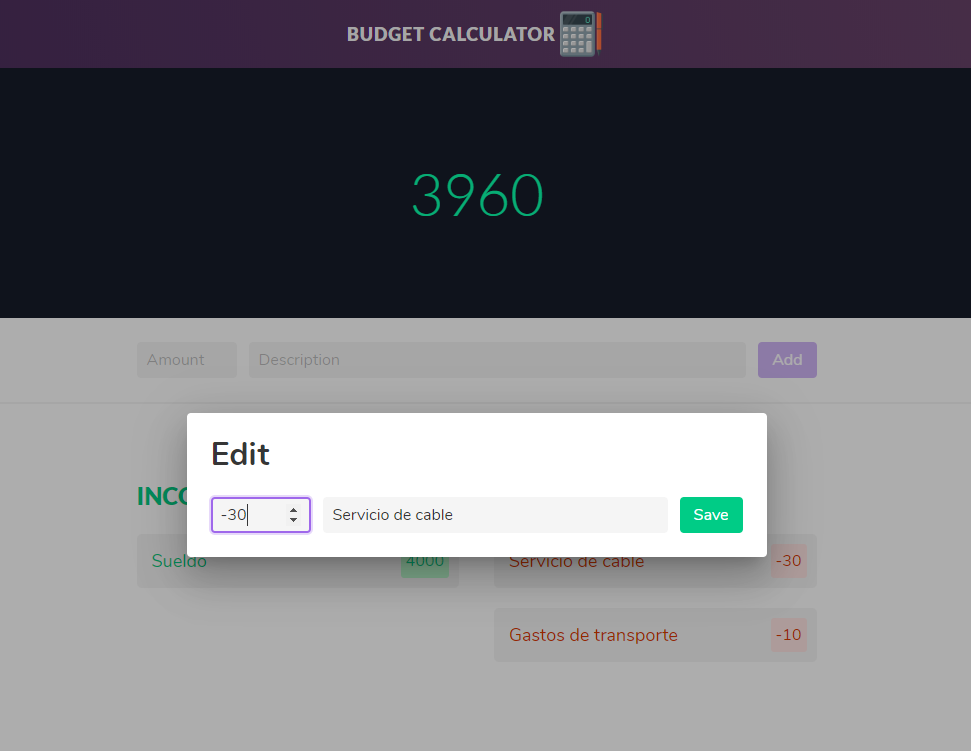 BUDGET CALCULATOR
3960
Amount Description Add
Edit
INCO
-30 Servicio de cable Save
Sueldo 4000 Servicio de cable -30
Gastos de transporte -10